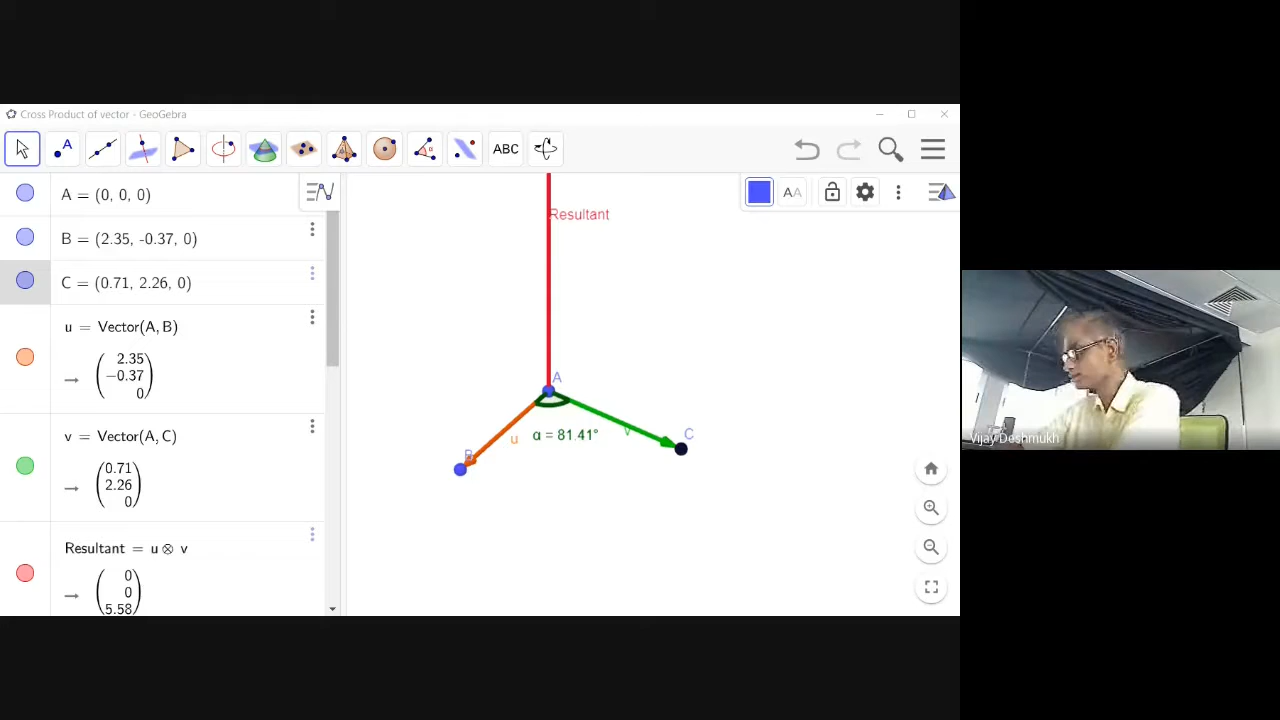 Cross Product of vector - GeoGebra
A
α
ABC
A = (0, 0, 0)
B = (2.35, -0.37, 0)
C = (0.71, 2.26, 0)
u = Vector(A, B)
→ (2.35
−0.37
0)
v = Vector(A, C)
→ (0.71
2.26
0)
Resultant = u ⊗ v
→ (0
0
5.58)
AA
Resultant
A
B
u
α = 81.41°
v
C
Vijay Deshmukh